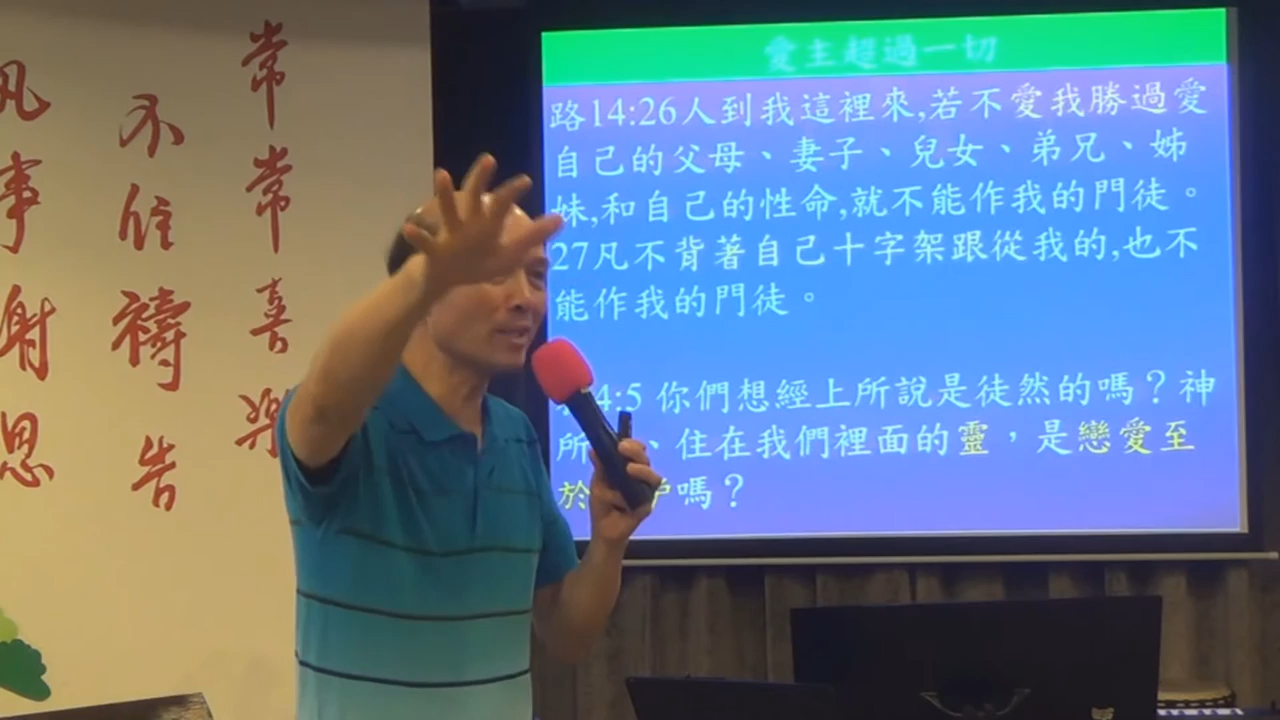 常常喜樂
不住禱告
凡事謝恩
愛主超過一切
路14:26人到我這裡來,若不愛我勝過愛
自己的父母、妻子、兒女、弟兄、姊
妹,和自己的性命,就不能作我的門徒。
27凡不背著自己十字架跟從我的,也不
能作我的門徒。
4:5 你們想經上所說是徒然的嗎？神
所、住在我們裡面的靈，是戀愛至
於嗎？